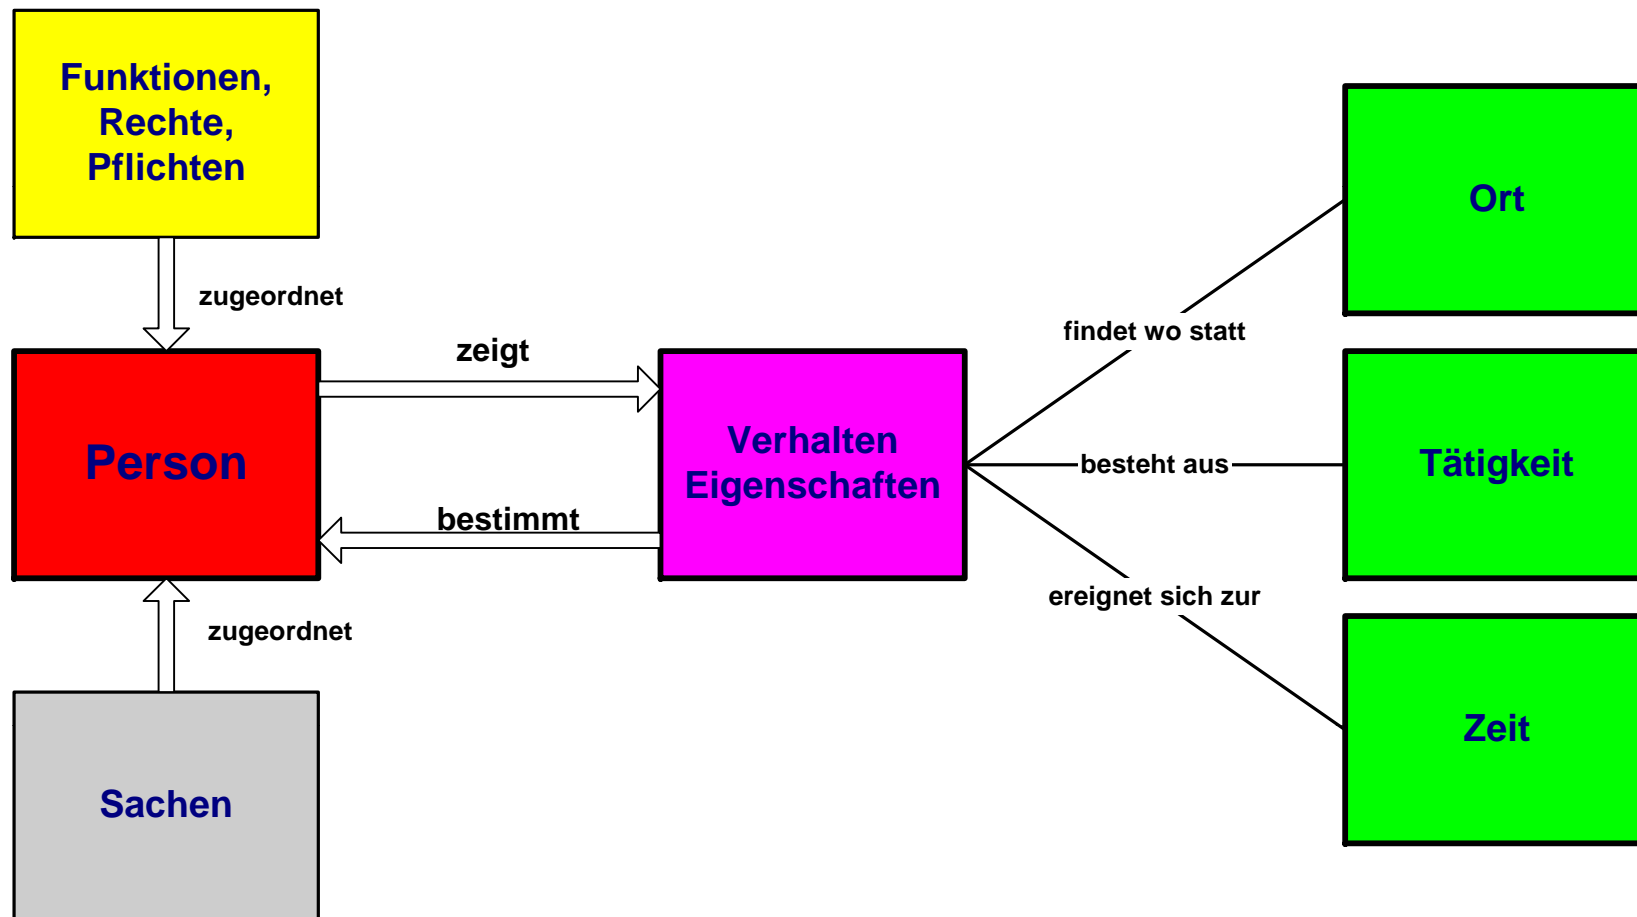 Funktionen,
Rechte,
Pflichten
zugeordnet
Person
zeigt
bestimmt
zugeordnet
Sachen
Verhalten
Eigenschaften
findet wo statt
besteht aus
ereignet sich zur
Ort
Tätigkeit
Zeit